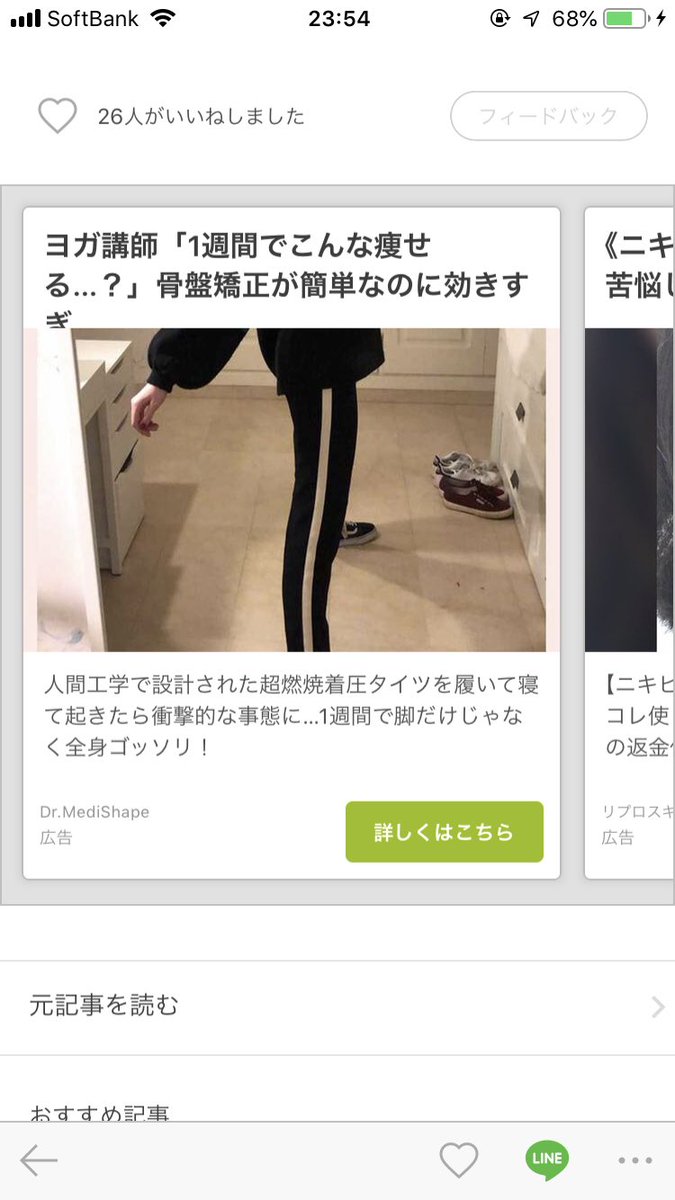 SoftBank 23:54 68%
26人がいいねしました
フィードバック
ヨガ講師「1週間でこんな痩せ
る...？」骨盤矯正が簡単なのに効きす
ぎ
人間工学で設計された超燃焼着圧タイツを履いて寝
て起きたら衝撃的な事態に...1週間で脚だけじゃな
く全身ゴッソリ！
Dr.MediShape
広告
詳しくはこちら
《ニキ
苦悩し
【ニキビ
コレ使
の返金
リプロスキ
広告
元記事を読む
おすすめ記事
LINE